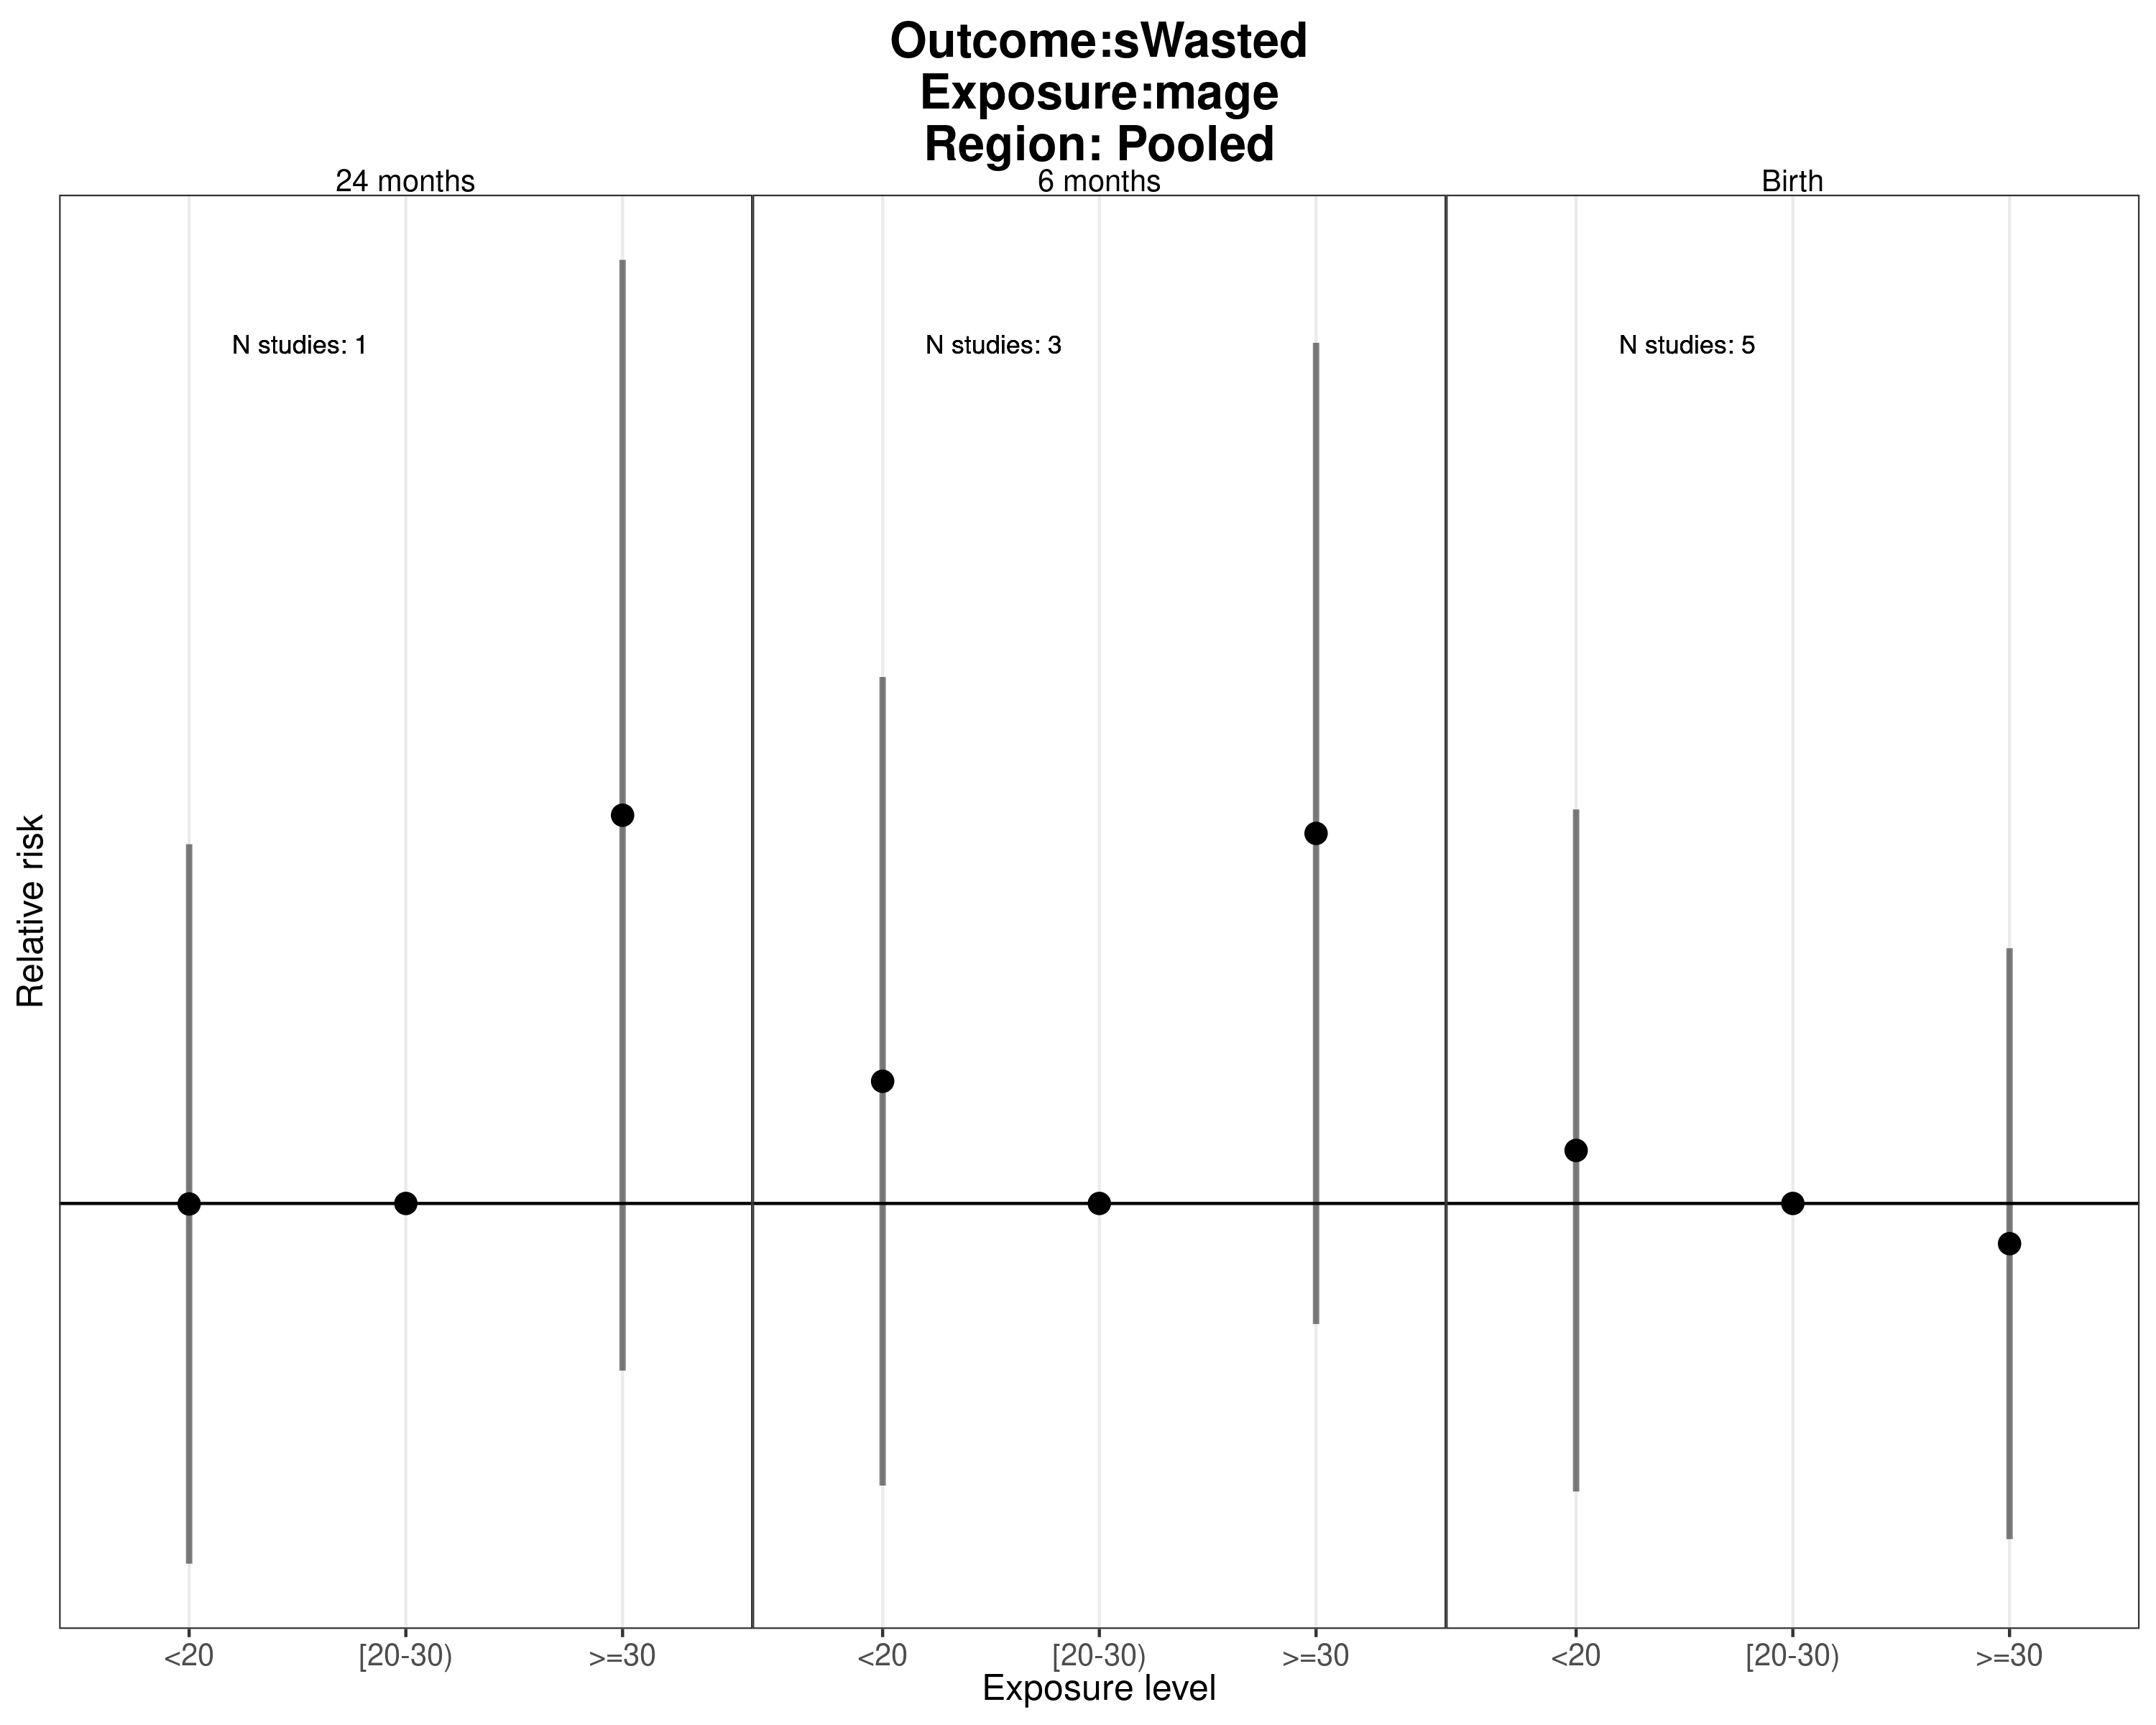 Outcome:sWasted
Exposure:mage
Region: Pooled
24 months
6 months
Birth
N studies: 1
N studies: 3
N studies: 5
Relative risk
<20
[20-30)
>=30
<20
[20-30)
>=30
<20
[20-30)
>=30
Exposure level